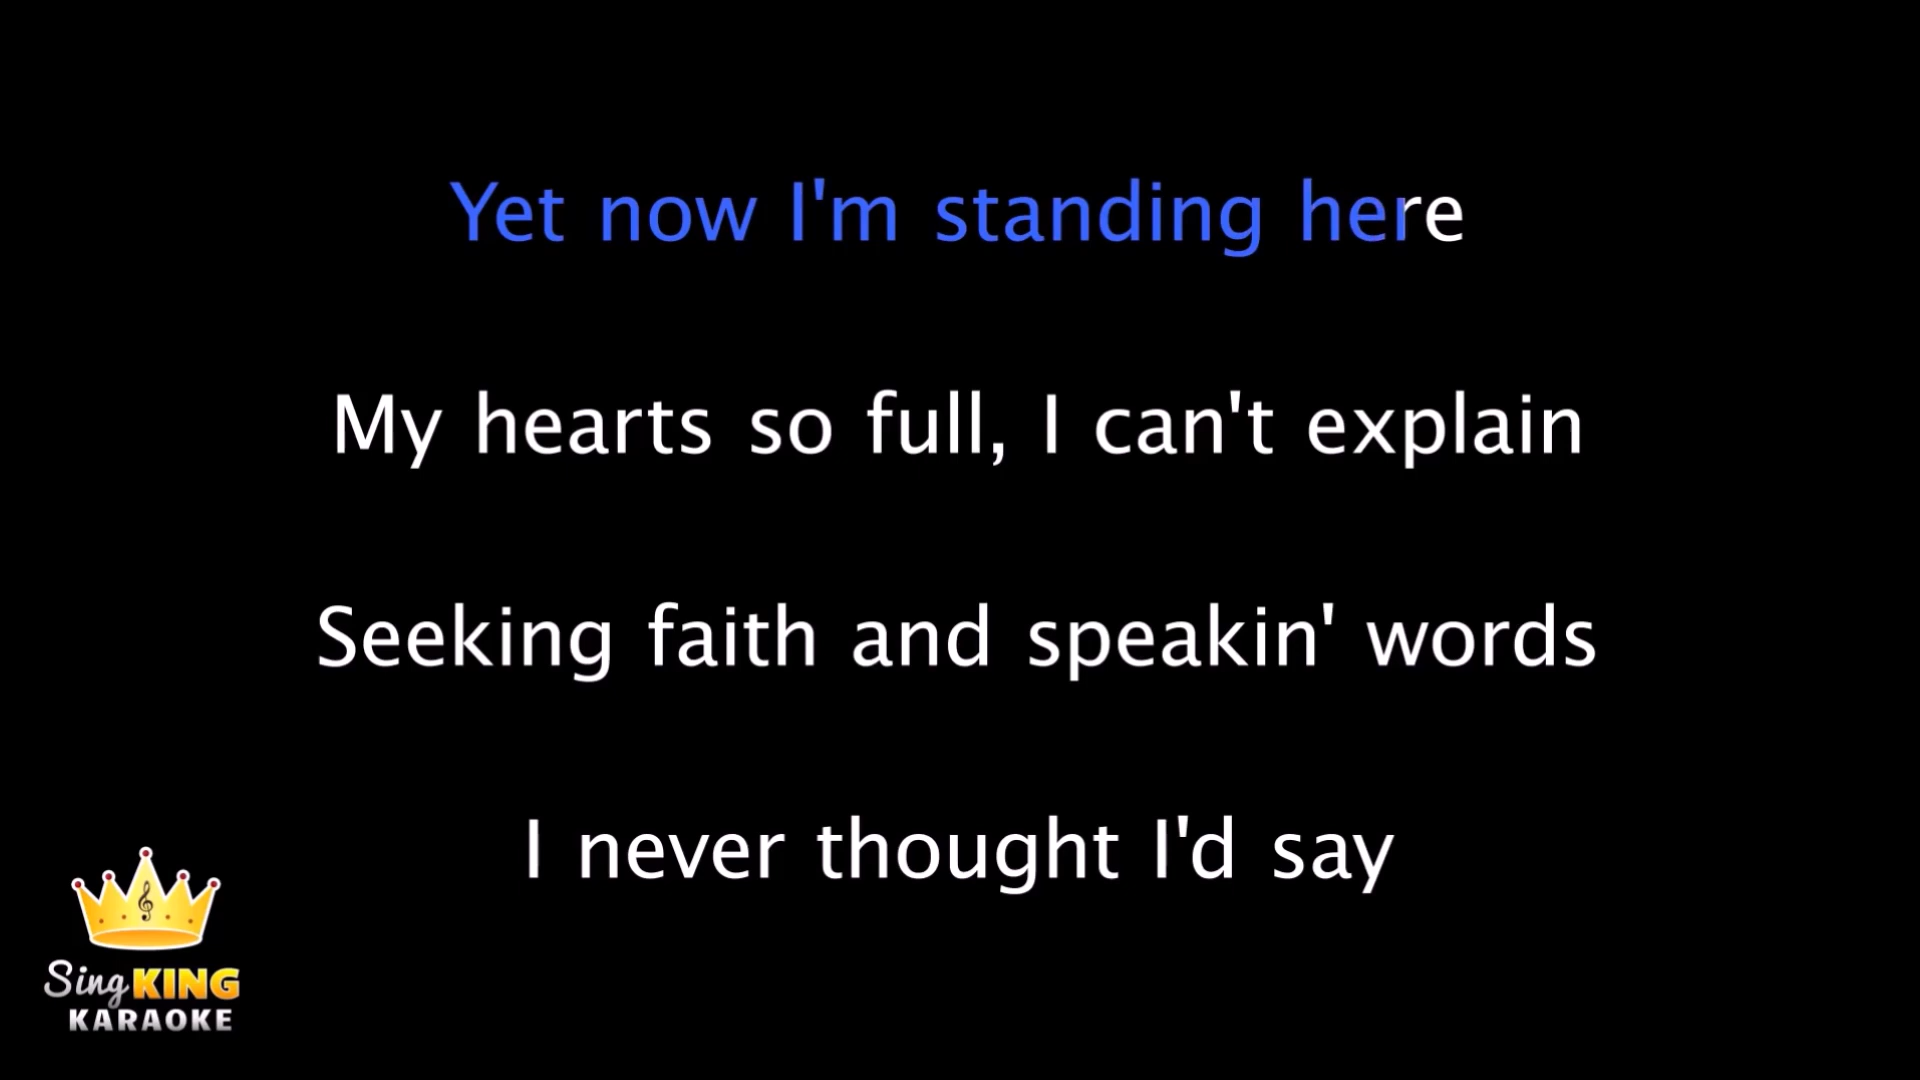 Yet now I'm standing here
My hearts so full, I can't explain
Seeking faith and speakin' words
I never thought I'd say
Sing KING
KARAOKE